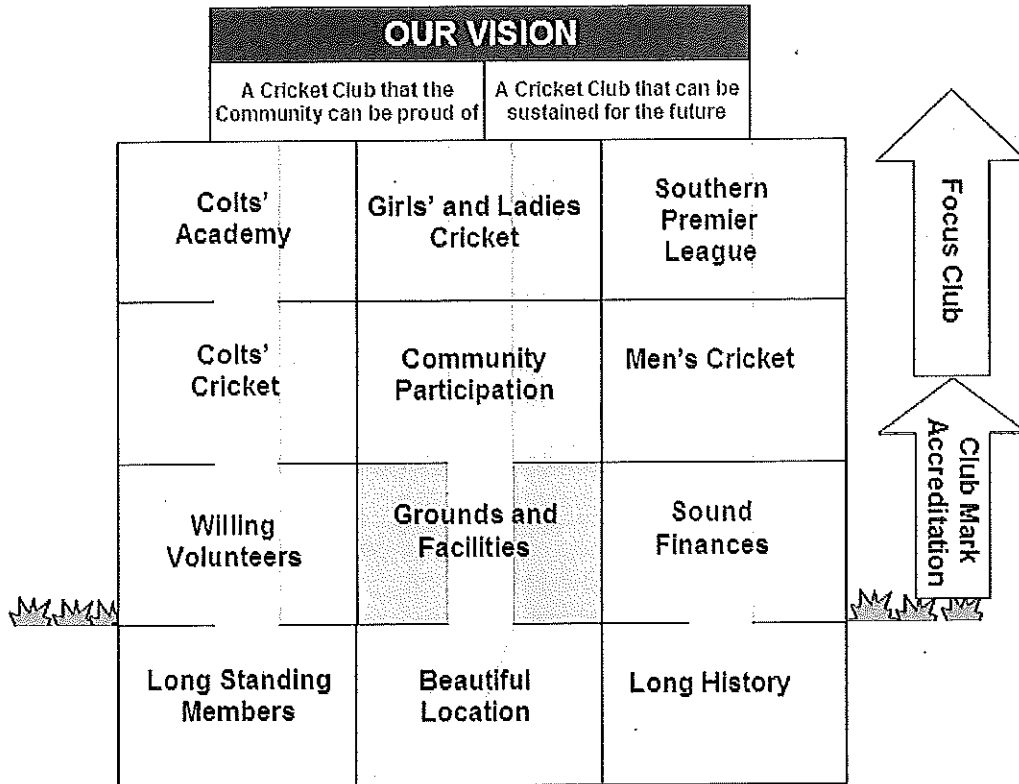 OUR VISION
A Cricket Club that the
Community can be proud of
A Cricket Club that can be
sustained for the future
Colts'
Academy
Girls' and Ladies
Cricket
Southern
Premier
League
Focus Club
Colts'
Cricket
Community
Participation
Men's Cricket
Club Mark
Accreditation
Willing
Volunteers
Grounds and
Facilities
Sound
Finances
Long Standing
Members
Beautiful
Location
Long History